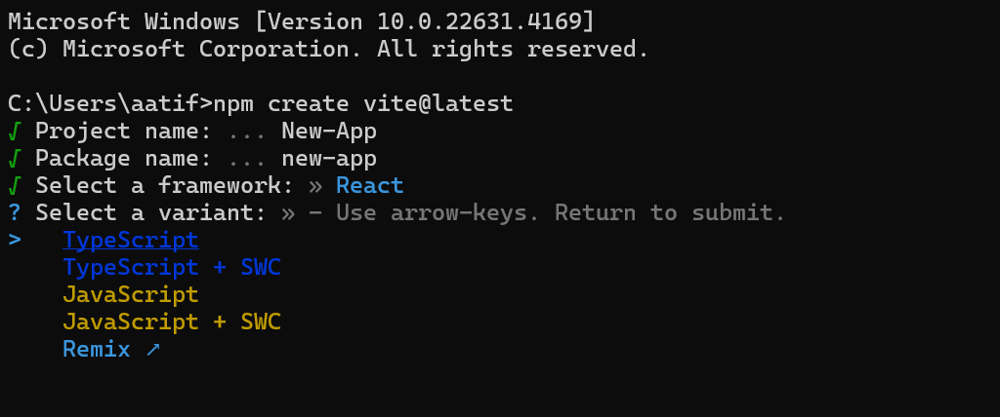 Microsoft Windows [Version 10.0.22631.4169]
(c) Microsoft Corporation. All rights reserved.
C:\Users\aatif>npm create vite@latest
√ Project name: ... New-App
√ Package name: ... new-app
√ Select a framework: » React
? Select a variant: » - Use arrow-keys. Return to submit.
> TypeScript
TypeScript + SWC
JavaScript
JavaScript + SWC
Remix ↗